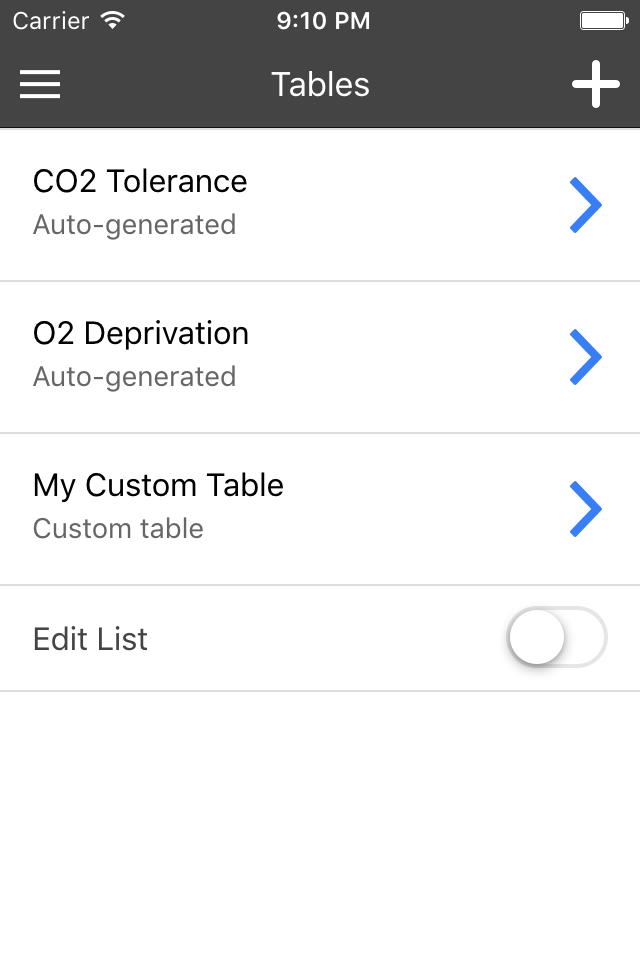 Carrier 9:10 PM
Tables
CO2 Tolerance
Auto-generated
O2 Deprivation
Auto-generated
My Custom Table
Custom table
Edit List